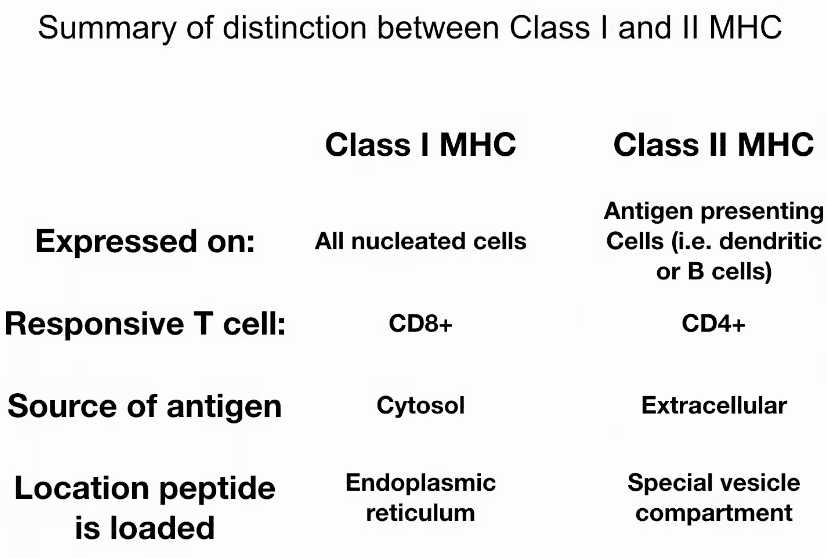 Summary of distinction between Class I and II MHC
Class I MHC
Class II MHC
Expressed on:
All nucleated cells
Antigen presenting
Cells (i.e. dendritic
or B cells)
Responsive T cell:
CD8+
CD4+
Source of antigen
Cytosol
Extracellular
Location peptide
is loaded
Endoplasmic
reticulum
Special vesicle
compartment